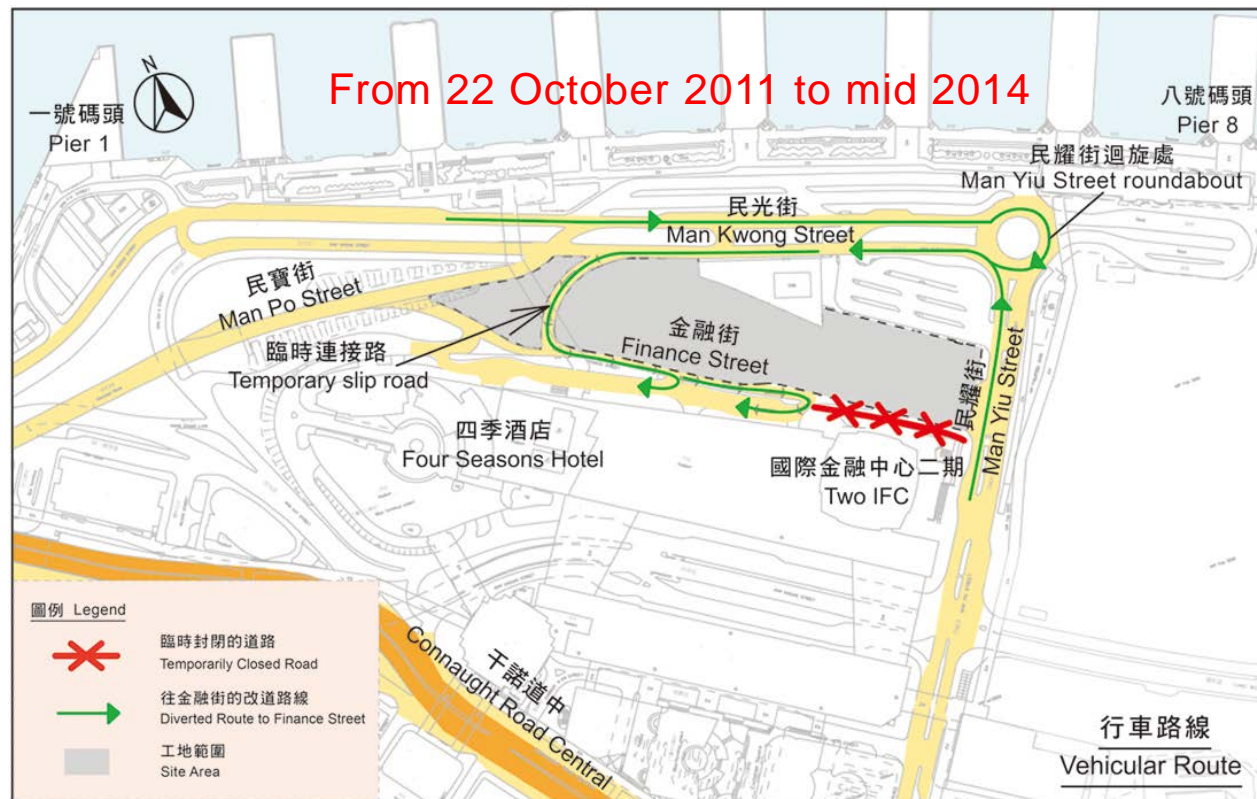 From 22 October 2011 to mid 2014
N
一號碼頭
Pier 1
八號碼頭
Pier 8
民耀街迴旋處
Man Yiu Street roundabout
民光街
Man Kwong Street
民寶街
Man Po Street
臨時連接路
Temporary slip road
金融街
Finance Street
民耀街
Man Yiu Street
四季酒店
Four Seasons Hotel
國際金融中心二期
Two IFC
干諾道中
Connaught Road Central
圖例 Legend
臨時封閉的道路
Temporarily Closed Road
往金融街的改道路線
Diverted Route to Finance Street
工地範圍
Site Area
行車路線
Vehicular Route